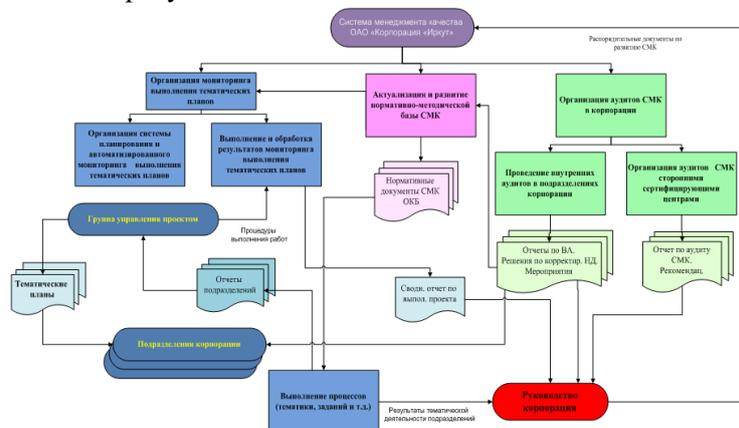 Система менеджмента качества
ОАО «Корпорация «Иркут»
Распорядительные документы по
развитию СМК
Организация мониторинга
выполнения тематических
планов
Актуализация и развитие
нормативно-методической
базы СМК
Организация аудитов СМК
в корпорации
Организация системы
планирования и
автоматизированного
мониторинга выполнения
тематических планов
Выполнение и обработка
результатов мониторинга
выполнения
тематических планов
Проведение внутренних
аудитов в подразделениях
корпорации
Организация аудитов СМК
сторонними
сертифицирующими
центрами
Нормативные
документы СМК
ОКБ
Группа управления проектом
Процедуры
выполнения работ
Отчеты по ВА.
Решения по корректир. НД.
Мероприятия
Отчет по аудиту
СМК.
Рекомендац.
Тематические
планы
Отчеты
подразделений
Сводн. отчет по
выпол. проекта
Подразделения корпорации
Выполнение процессов
(тематики, заданий и т.д.)
Результаты тематической
деятельности подразделений
Руководство
корпорация